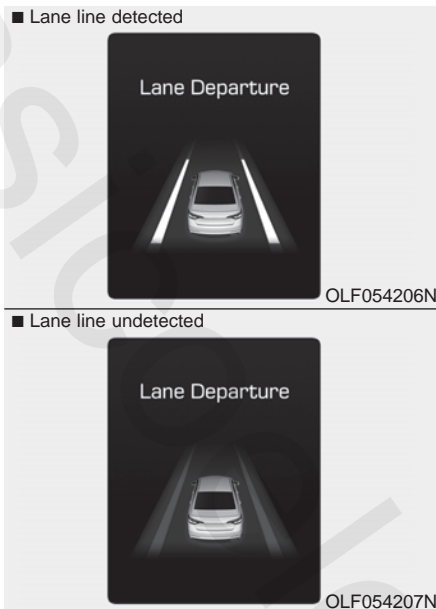 ■ Lane line detected
Lane Departure
OLF054206N
■ Lane line undetected
Lane Departure
OLF054207N